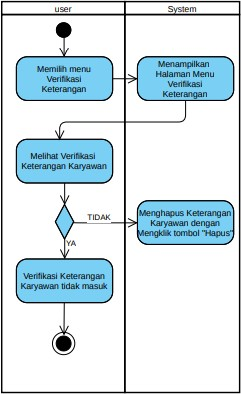 user
System
Memilih menu
Verifikasi
Keterangan
Menampilkan
Halaman Menu
Verifikasi
Keterangan
Melihat Verifikasi
Keterangan Karyawan
TIDAK
Menghapus Keterangan
Karyawan dengan
Mengklik tombol "Hapus"
YA
Verifikasi Keterangan
Karyawan tidak masuk